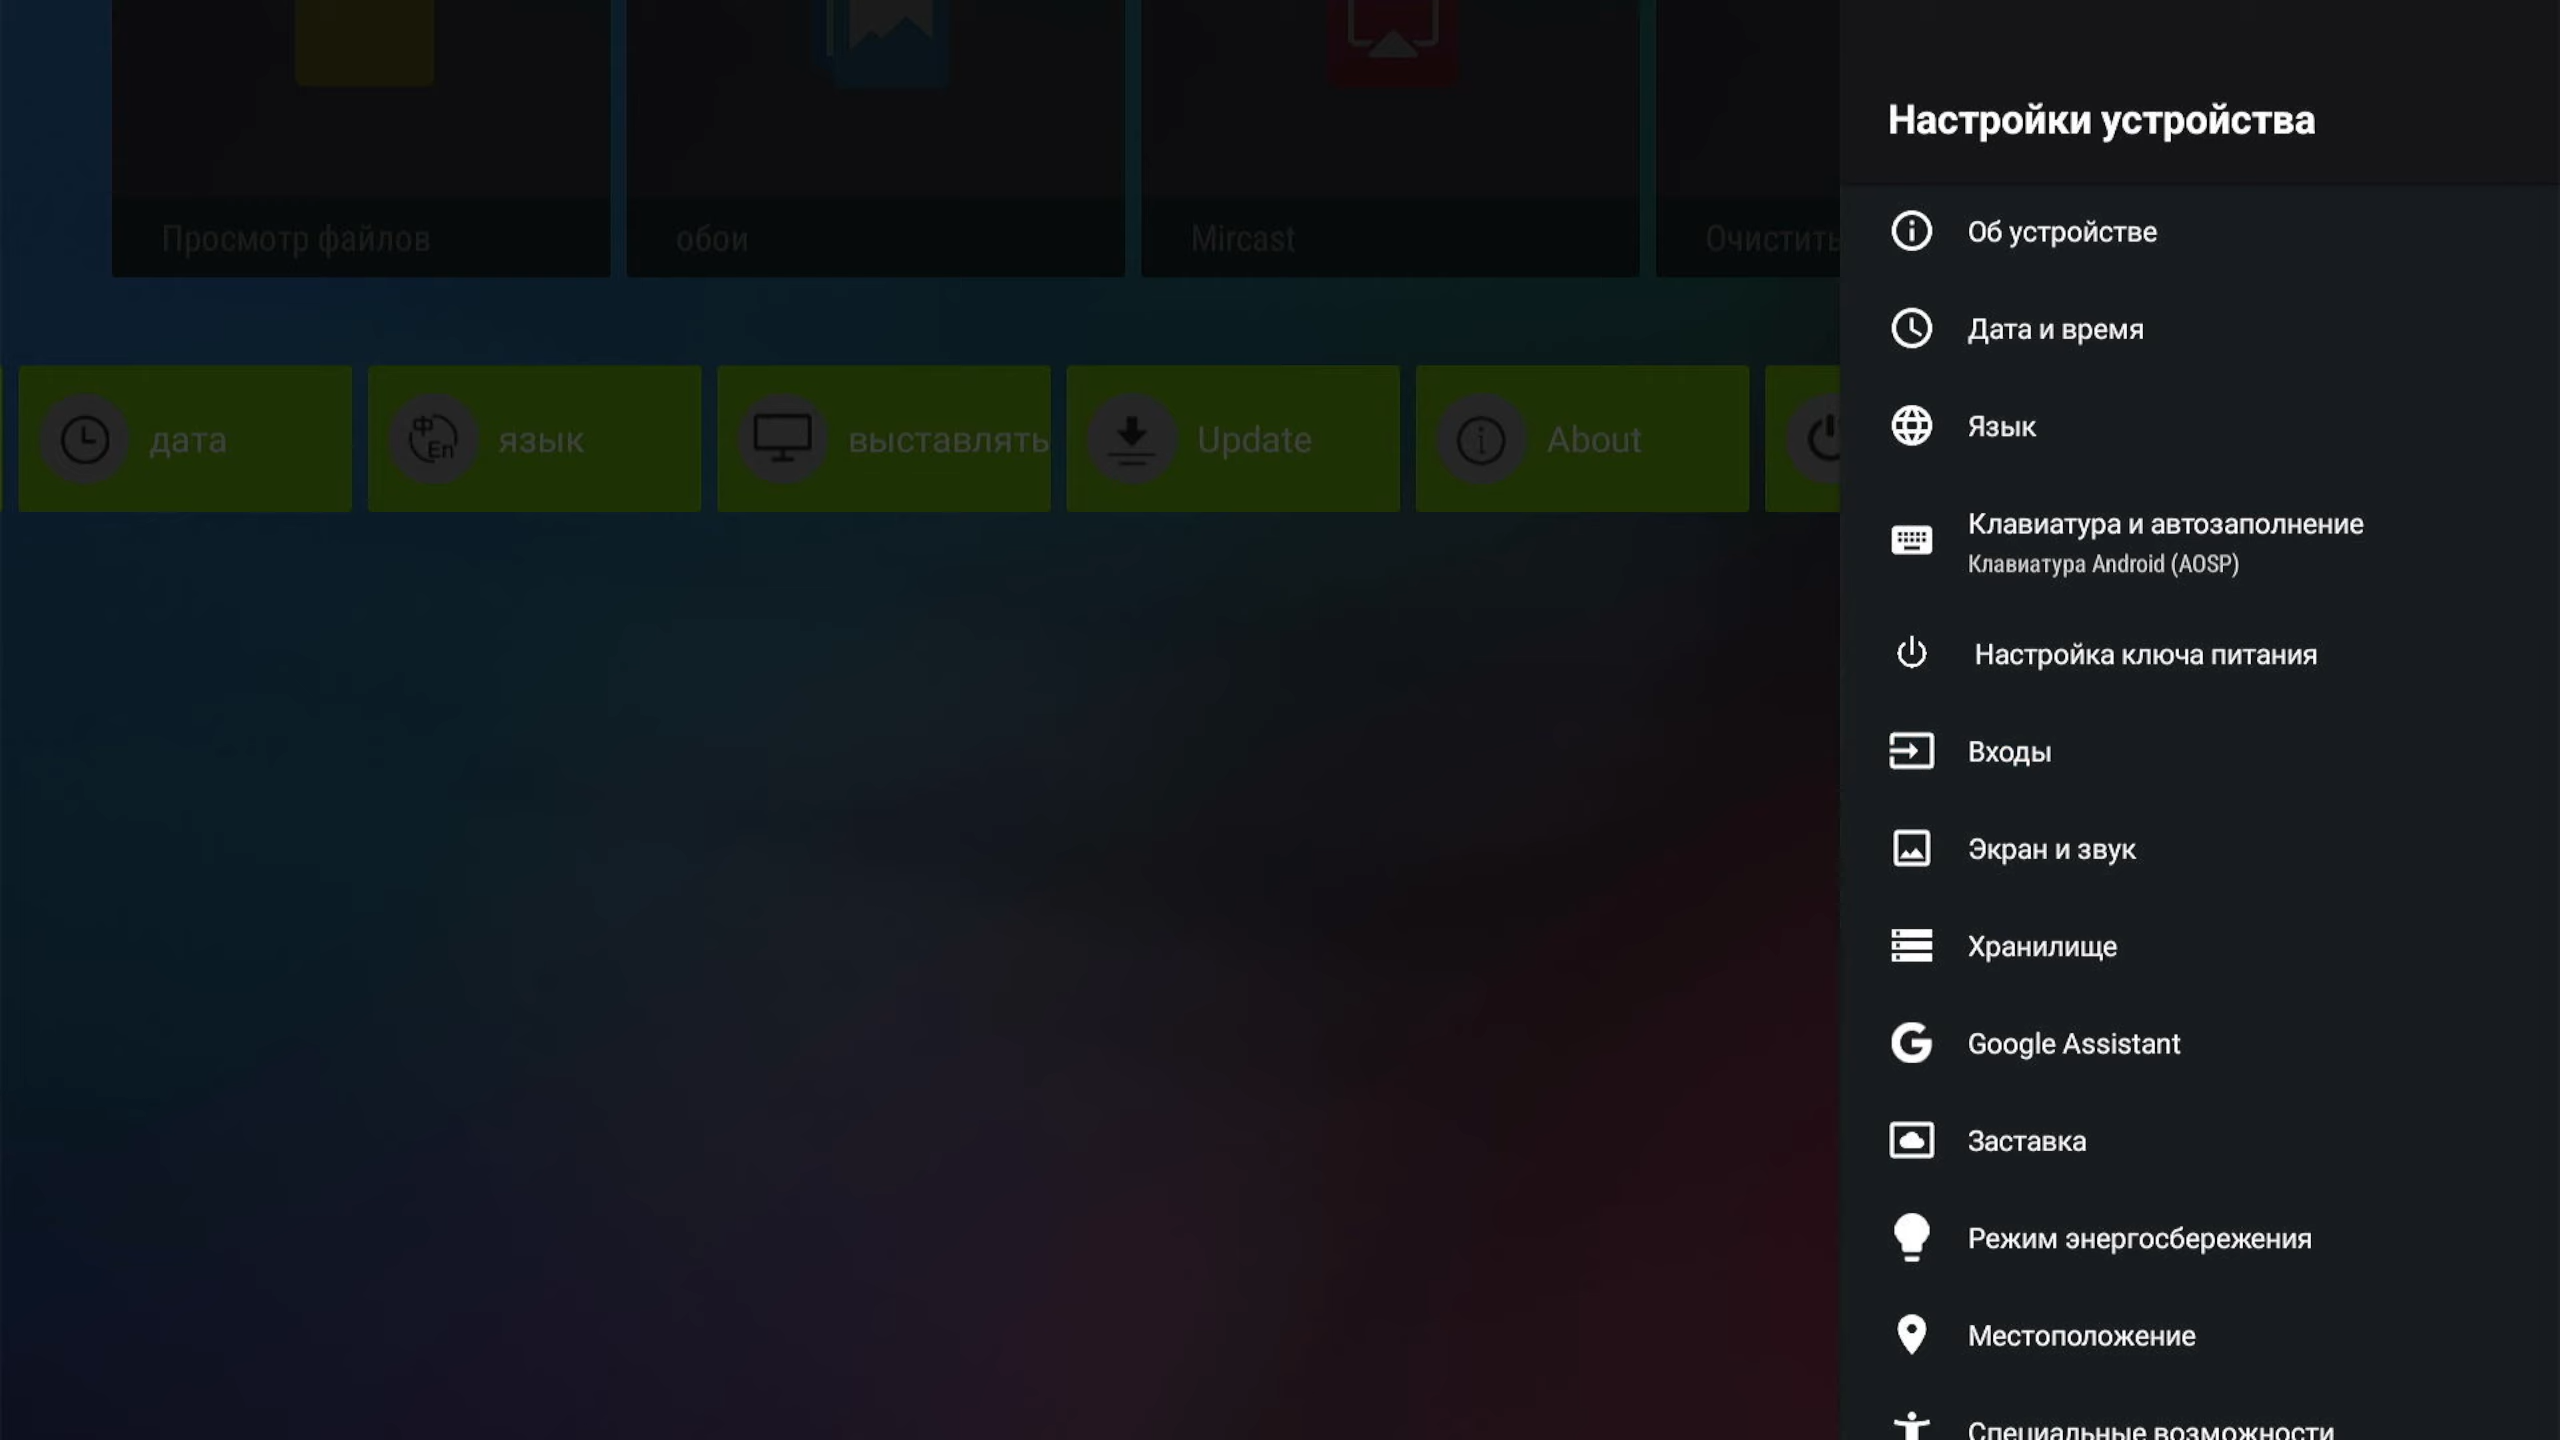 Просмотр файлов
обои
Mircast
Очистить
дата
язык
выставлять
Update
About
Настройки устройства
Об устройстве
Дата и время
Язык
Клавиатура и автозаполнение
Клавиатура Android (AOSP)
Настройка ключа питания
Входы
Экран и звук
Хранилище
Google Assistant
Заставка
Режим энергосбережения
Местоположение
Специальные возможности